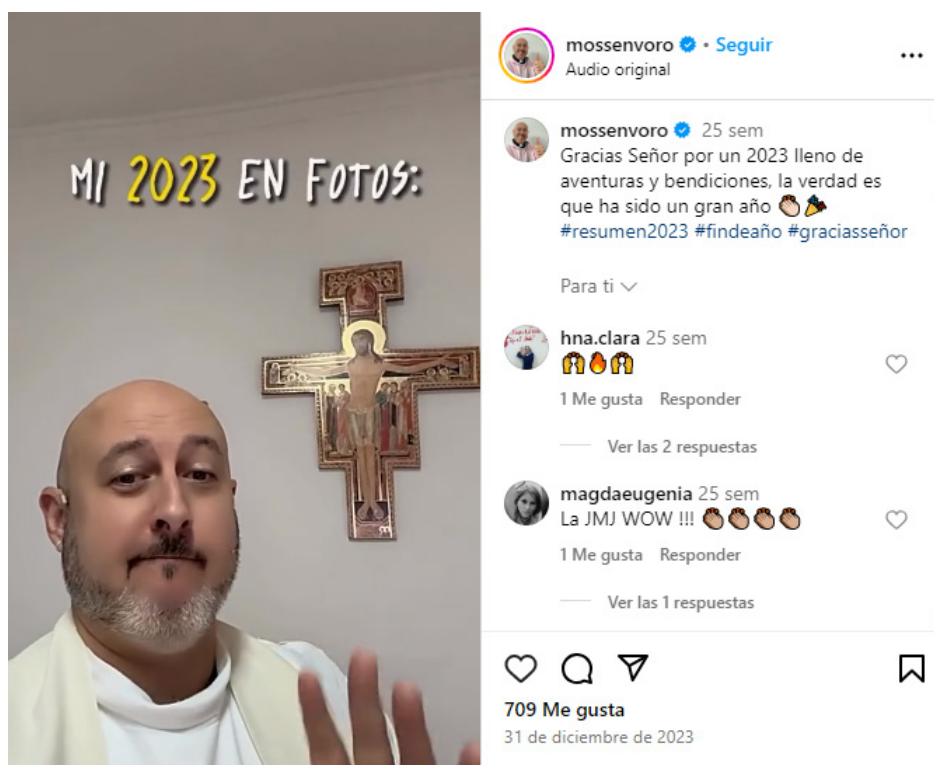 MI 2023 EN FOTOS:
mossenvoro • Seguir
Audio original
mossenvoro 25 sem
Gracias Señor por un 2023 lleno de
aventuras y bendiciones, la verdad es
que ha sido un gran año 👏🎉
#resumen2023 #findeaño #graciasseñor
Para ti
hna.clara 25 sem
🙌🔥🙌
1 Me gusta Responder
Ver las 2 respuestas
magdaeugenia 25 sem
La JMJ WOW !!! 👏👏👏👏
1 Me gusta Responder
Ver las 1 respuestas
709 Me gusta
31 de diciembre de 2023